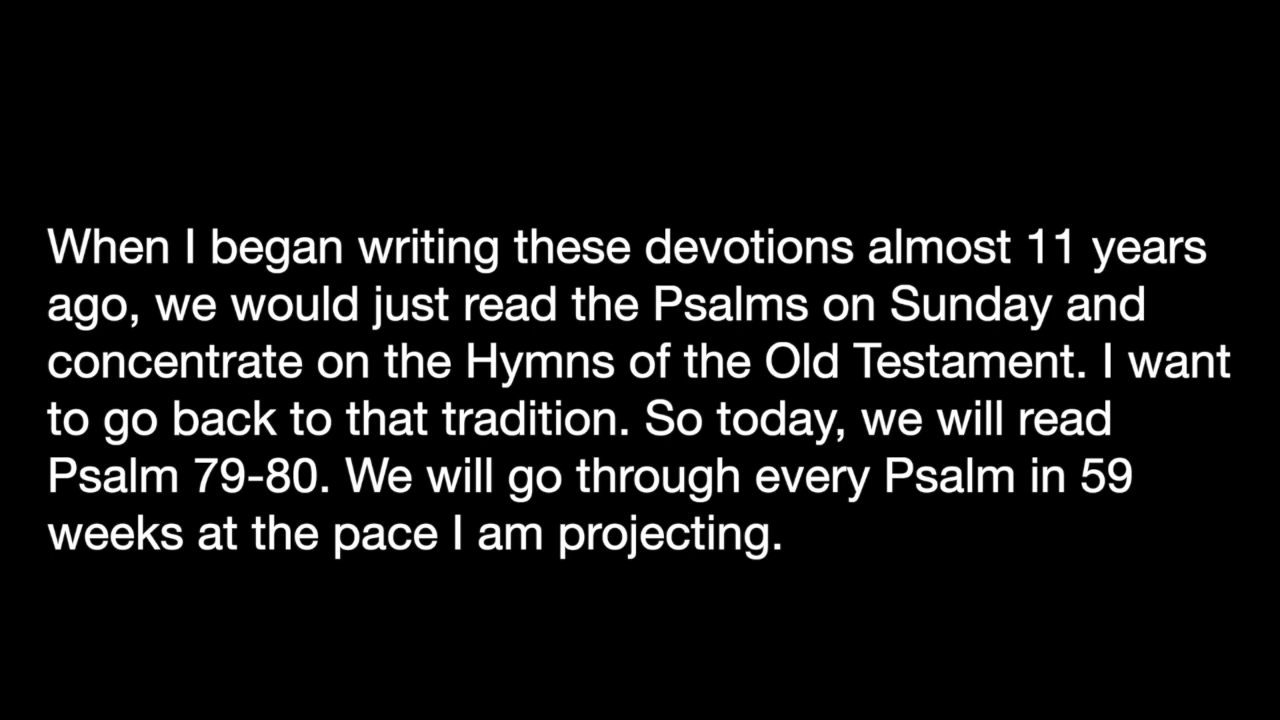 When I began writing these devotions almost 11 years
ago, we would just read the Psalms on Sunday and
concentrate on the Hymns of the Old Testament. I want
to go back to that tradition. So today, we will read
Psalm 79-80. We will go through every Psalm in 59
weeks at the pace I am projecting.